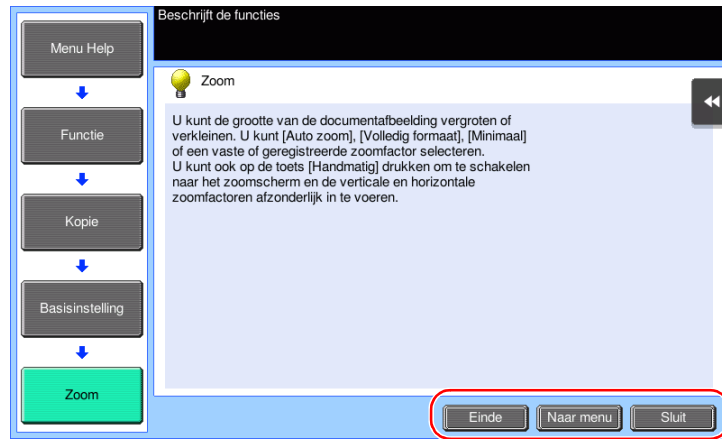 Beschrijft de functies
Menu Help
Functie
Kopie
Basisinstelling
Zoom
Zoom
U kunt de grootte van de documentafbeelding vergroten of
verkleinen. U kunt [Auto zoom], [Volledig formaat], [Minimaal]
of een vaste of geregistreerde zoomfactor selecteren.
U kunt ook op de toets [Handmatig] drukken om te schakelen
naar het zoomscherm en de verticale en horizontale
zoomfactoren afzonderlijk in te voeren.
Einde
Naar menu
Sluit